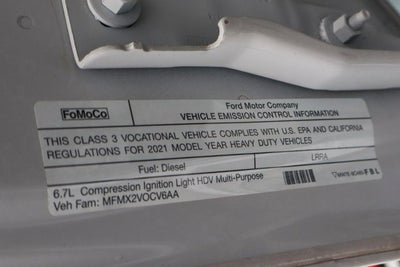 FoMoCo
Ford Motor Company
VEHICLE EMISSION CONTROL INFORMATION
THIS CLASS 3 VOCATIONAL VEHICLE COMPLIES WITH U.S. EPA AND CALIFORNIA
REGULATIONS FOR 2021 MODEL YEAR HEAVY DUTY VEHICLES
Fuel: Diesel
LRRA
6.7L Compression Ignition Light HDV Multi-Purpose
Veh Fam: MFMX2VOCV6AA
FBL